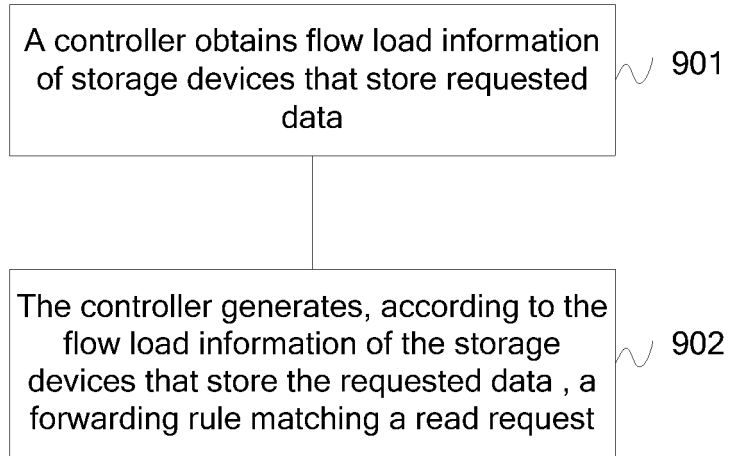 A controller obtains flow load information
of storage devices that store requested
data
901
The controller generates, according to the
flow load information of the storage
devices that store the requested data , a
forwarding rule matching a read request
902